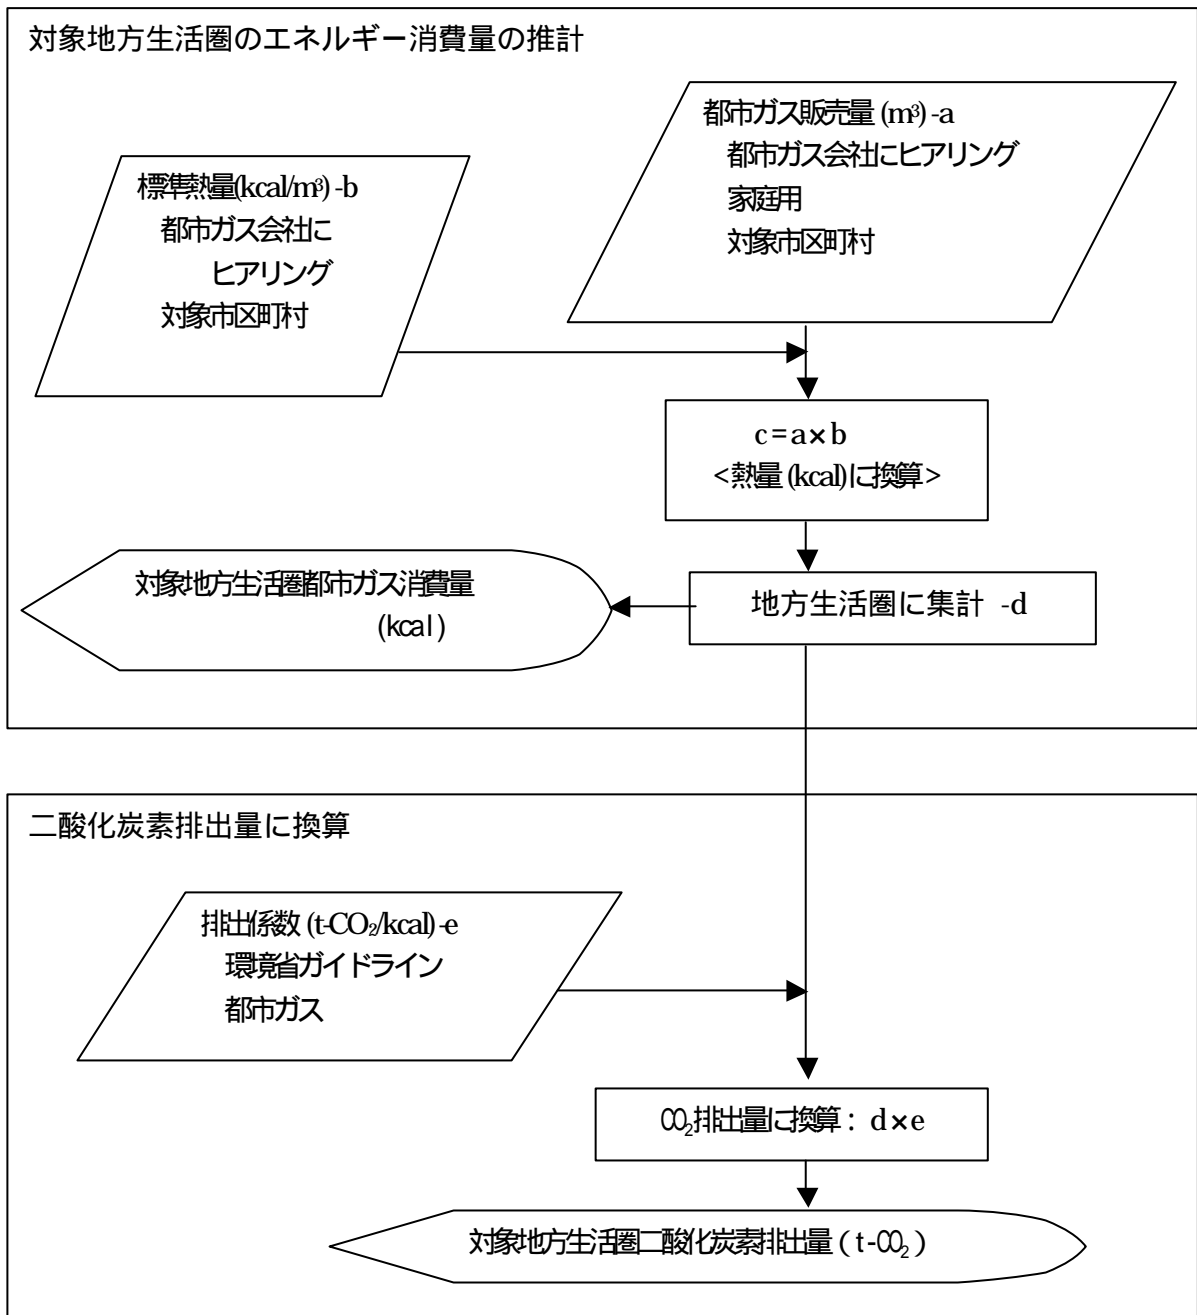 対象地方生活圏のエネルギー消費量の推計
都市ガス販売量(m³)-a
都市ガス会社にヒアリング
家庭用
対象市区町村
標準熱量(kcal/m³)-b
都市ガス会社に
ヒアリング
対象市区町村
c=a×b
<熱量(kcal)に換算>
地方生活圏に集計 -d
対象地方生活圏都市ガス消費量
(kcal)
二酸化炭素排出量に換算
排出係数(t-CO₂/kcal)-e
環境省ガイドライン
都市ガス
CO₂排出量に換算: d×e
対象地方生活圏二酸化炭素排出量(t-CO₂)